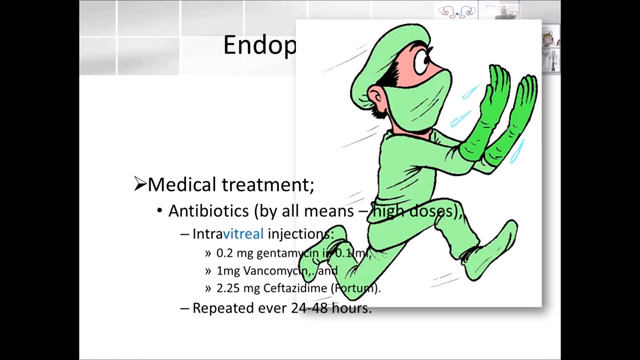 Endop
Medical treatment;
Antibiotics (by all means – high doses),
Intravitreal injections:
0.2 mg gentamycin in 0.1ml,
1mg Vancomycin,. and
2.25 mg Ceftazidime (Fortum).
Repeated ever 24-48 hours.